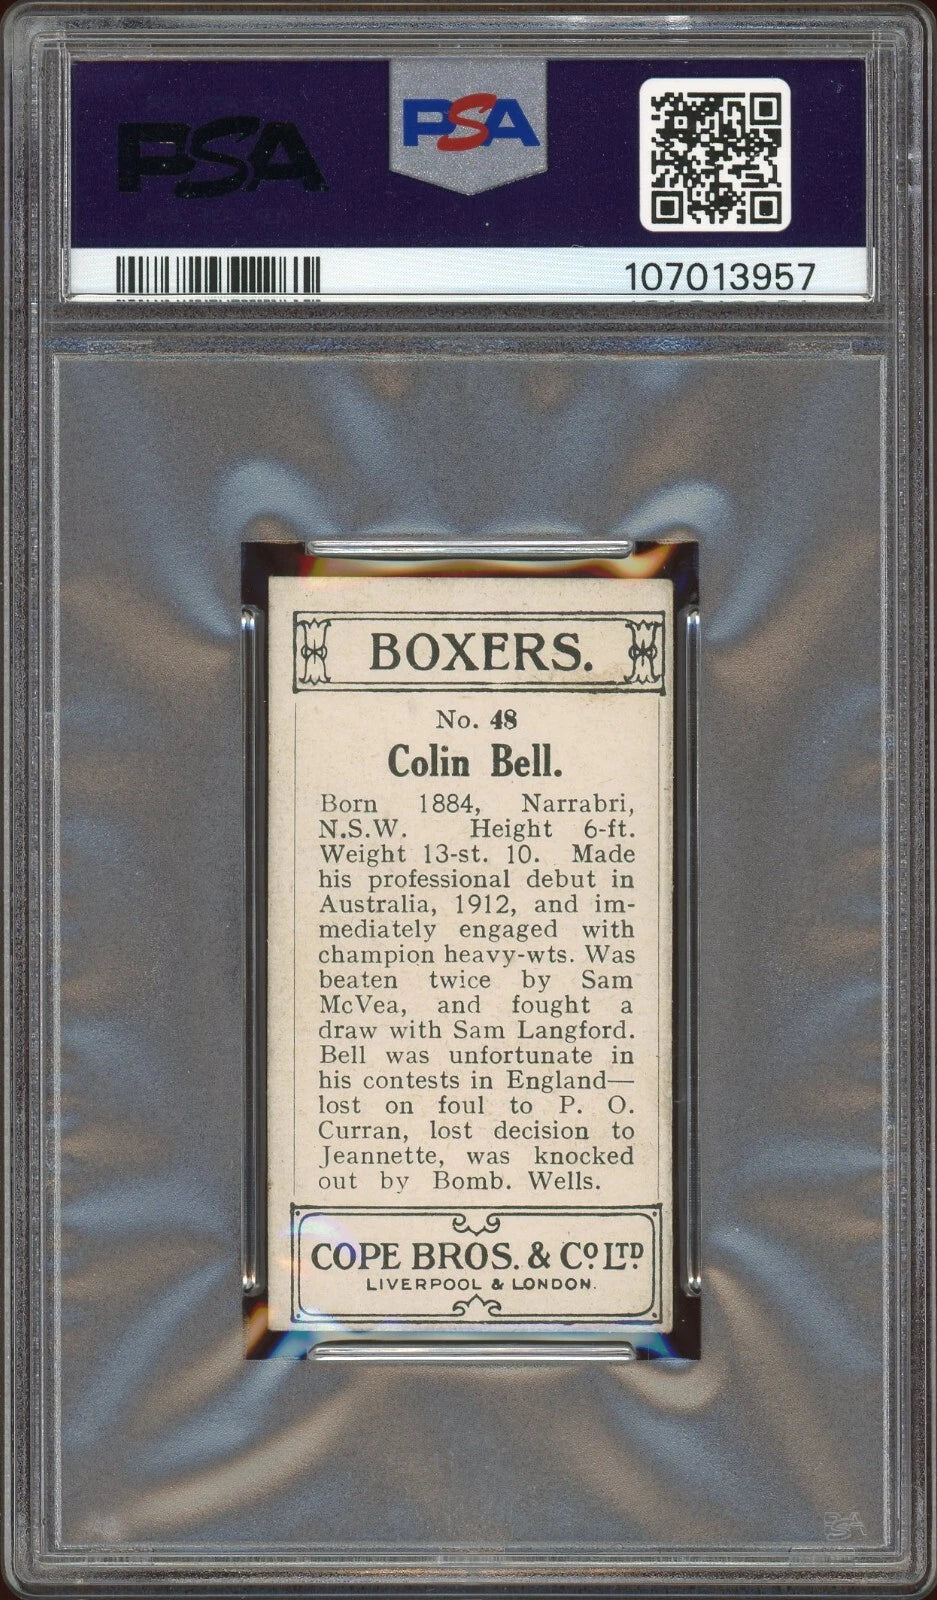 PSA
PSA
107013957
BOXERS.
No. 48
Colin Bell.
Born 1884, Narrabri,
N.S.W. Height 6-ft.
Weight 13-st. 10. Made
his professional debut in
Australia, 1912, and im-
mediately engaged with
champion heavy-wts. Was
beaten twice by Sam
McVea, and fought a
draw with Sam Langford.
Bell was unfortunate in
his contests in England—
lost on foul to P. O.
Curran, lost decision to
Jeannette, was knocked
out by Bomb. Wells.
COPE BROS. & Co. LTD.
LIVERPOOL & LONDON.
PSA